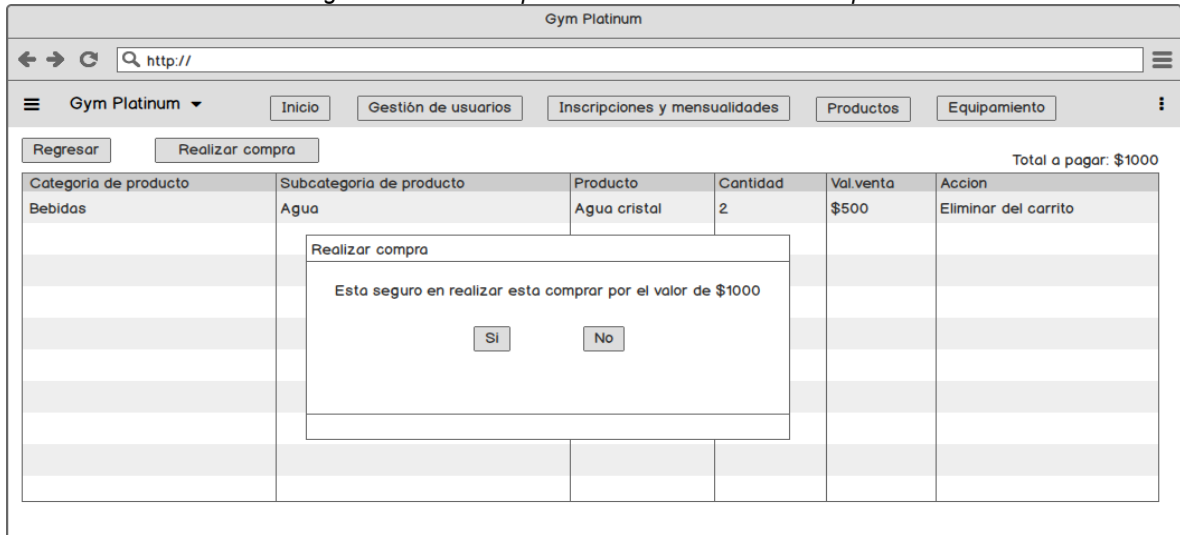 Gym Platinum
http://
Gym Platinum
Inicio
Gestión de usuarios
Inscripciones y mensualidades
Productos
Equipamiento
Regresar
Realizar compra
Total a pagar: $1000
Categoria de producto Subcategoria de producto Producto Cantidad Val.venta Accion
Bebidas Agua Agua cristal 2 $500 Eliminar del carrito
Realizar compra
Esta seguro en realizar esta comprar por el valor de $1000
Si
No